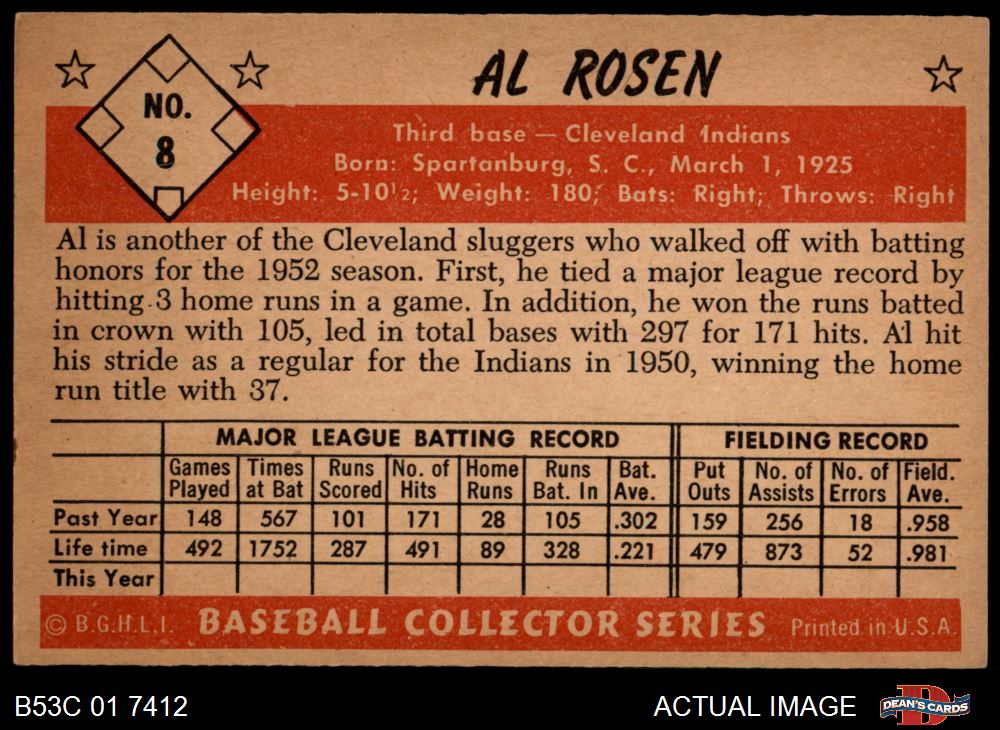 NO.
8
AL ROSEN
Third base — Cleveland Indians
Born: Spartanburg, S. C., March 1, 1925
Height: 5-10½; Weight: 180; Bats: Right; Throws: Right
Al is another of the Cleveland sluggers who walked off with batting
honors for the 1952 season. First, he tied a major league record by
hitting 3 home runs in a game. In addition, he won the runs batted
in crown with 105, led in total bases with 297 for 171 hits. Al hit
his stride as a regular for the Indians in 1950, winning the home
run title with 37.
MAJOR LEAGUE BATTING RECORD FIELDING RECORD
Games Times Runs No. of Home Runs Bat. Put No. of No. of Field.
Played at Bat Scored Hits Runs Bat. In Ave. Outs Assists Errors Ave.
Past Year 148 567 101 171 28 105 .302 159 256 18 .958
Life time 492 1752 287 491 89 328 .221 479 873 52 .981
This Year
© B.G.H.L.I. BASEBALL COLLECTOR SERIES Printed in U.S.A.
B53C 01 7412 ACTUAL IMAGE DEAN'S CARDS